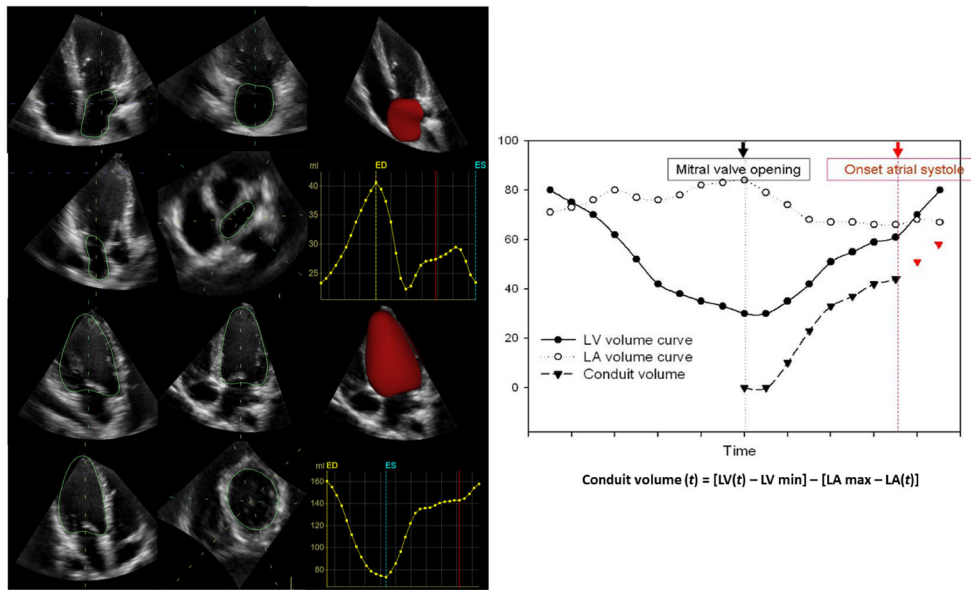 ml
ED
ES
40
35
30
25
ml
ED
ES
160
140
120
100
80
100
80
60
40
20
0
Mitral valve opening
Onset atrial systole
LV volume curve
LA volume curve
Conduit volume
Time
Conduit volume (t) = [LV(t) – LV min] – [LA max – LA(t)]